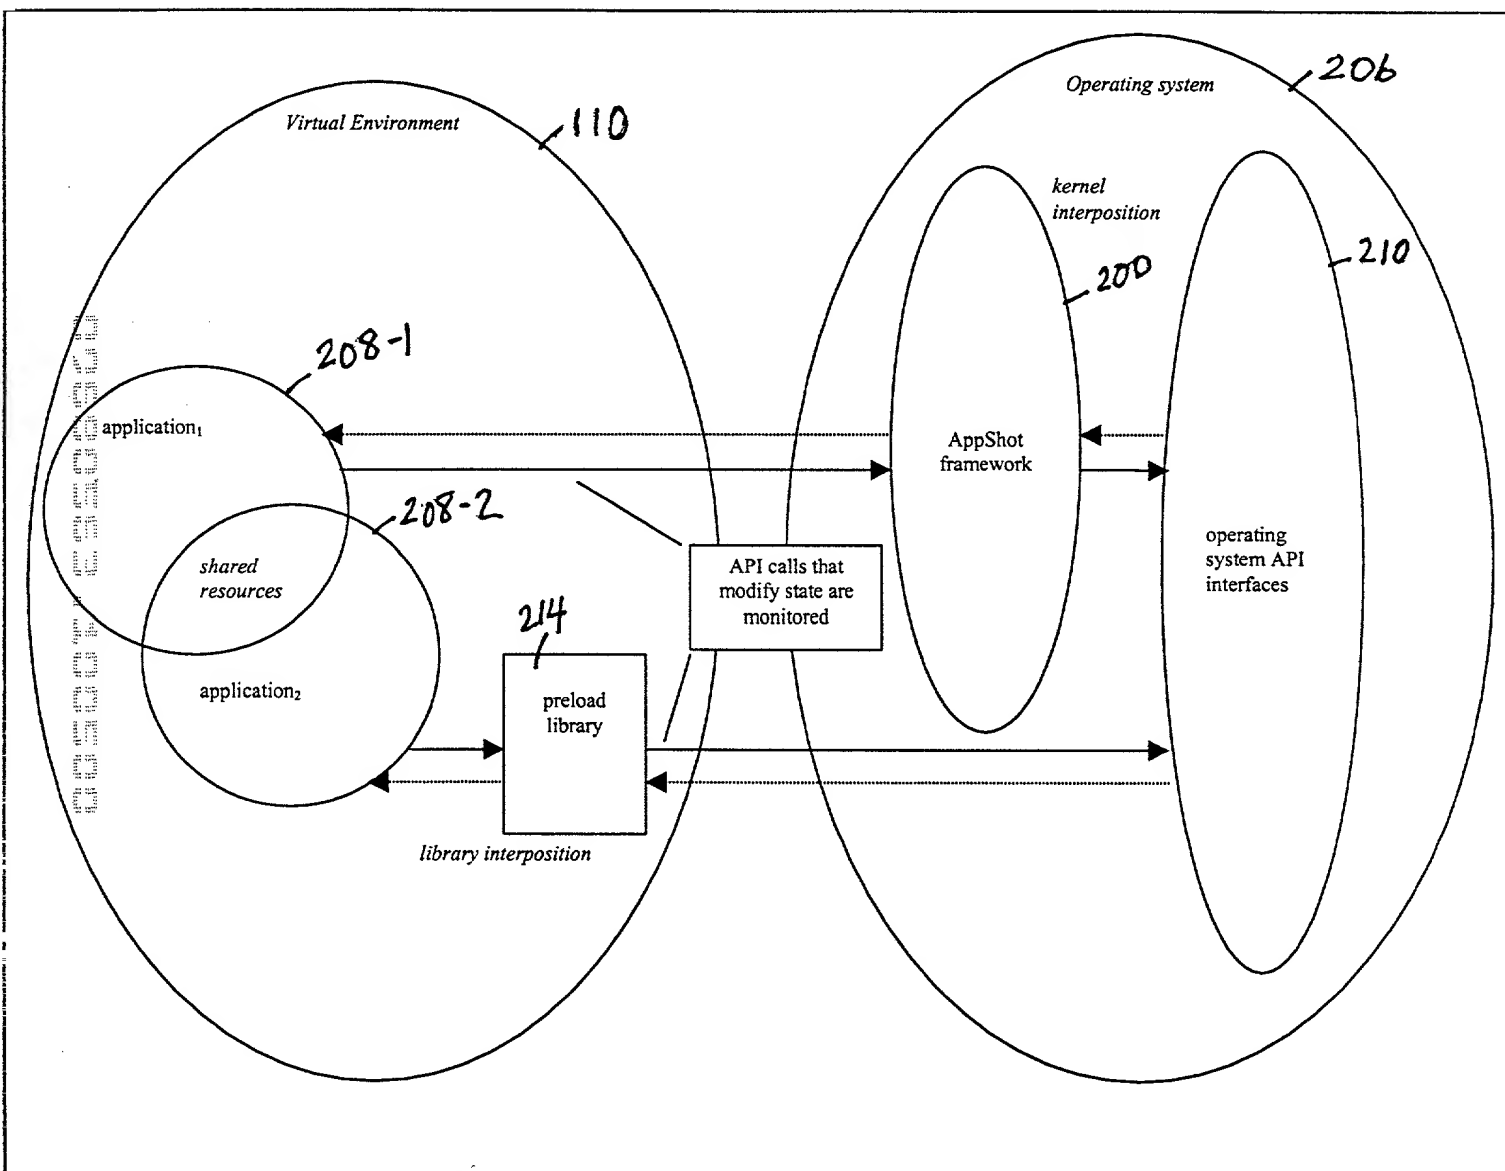 Operating system
206
Virtual Environment
110
kernel
interposition
210
200
208-1
application₁
AppShot
framework
208-2
shared
resources
operating
system API
interfaces
API calls that
modify state are
monitored
214
preload
library
application₂
library interposition